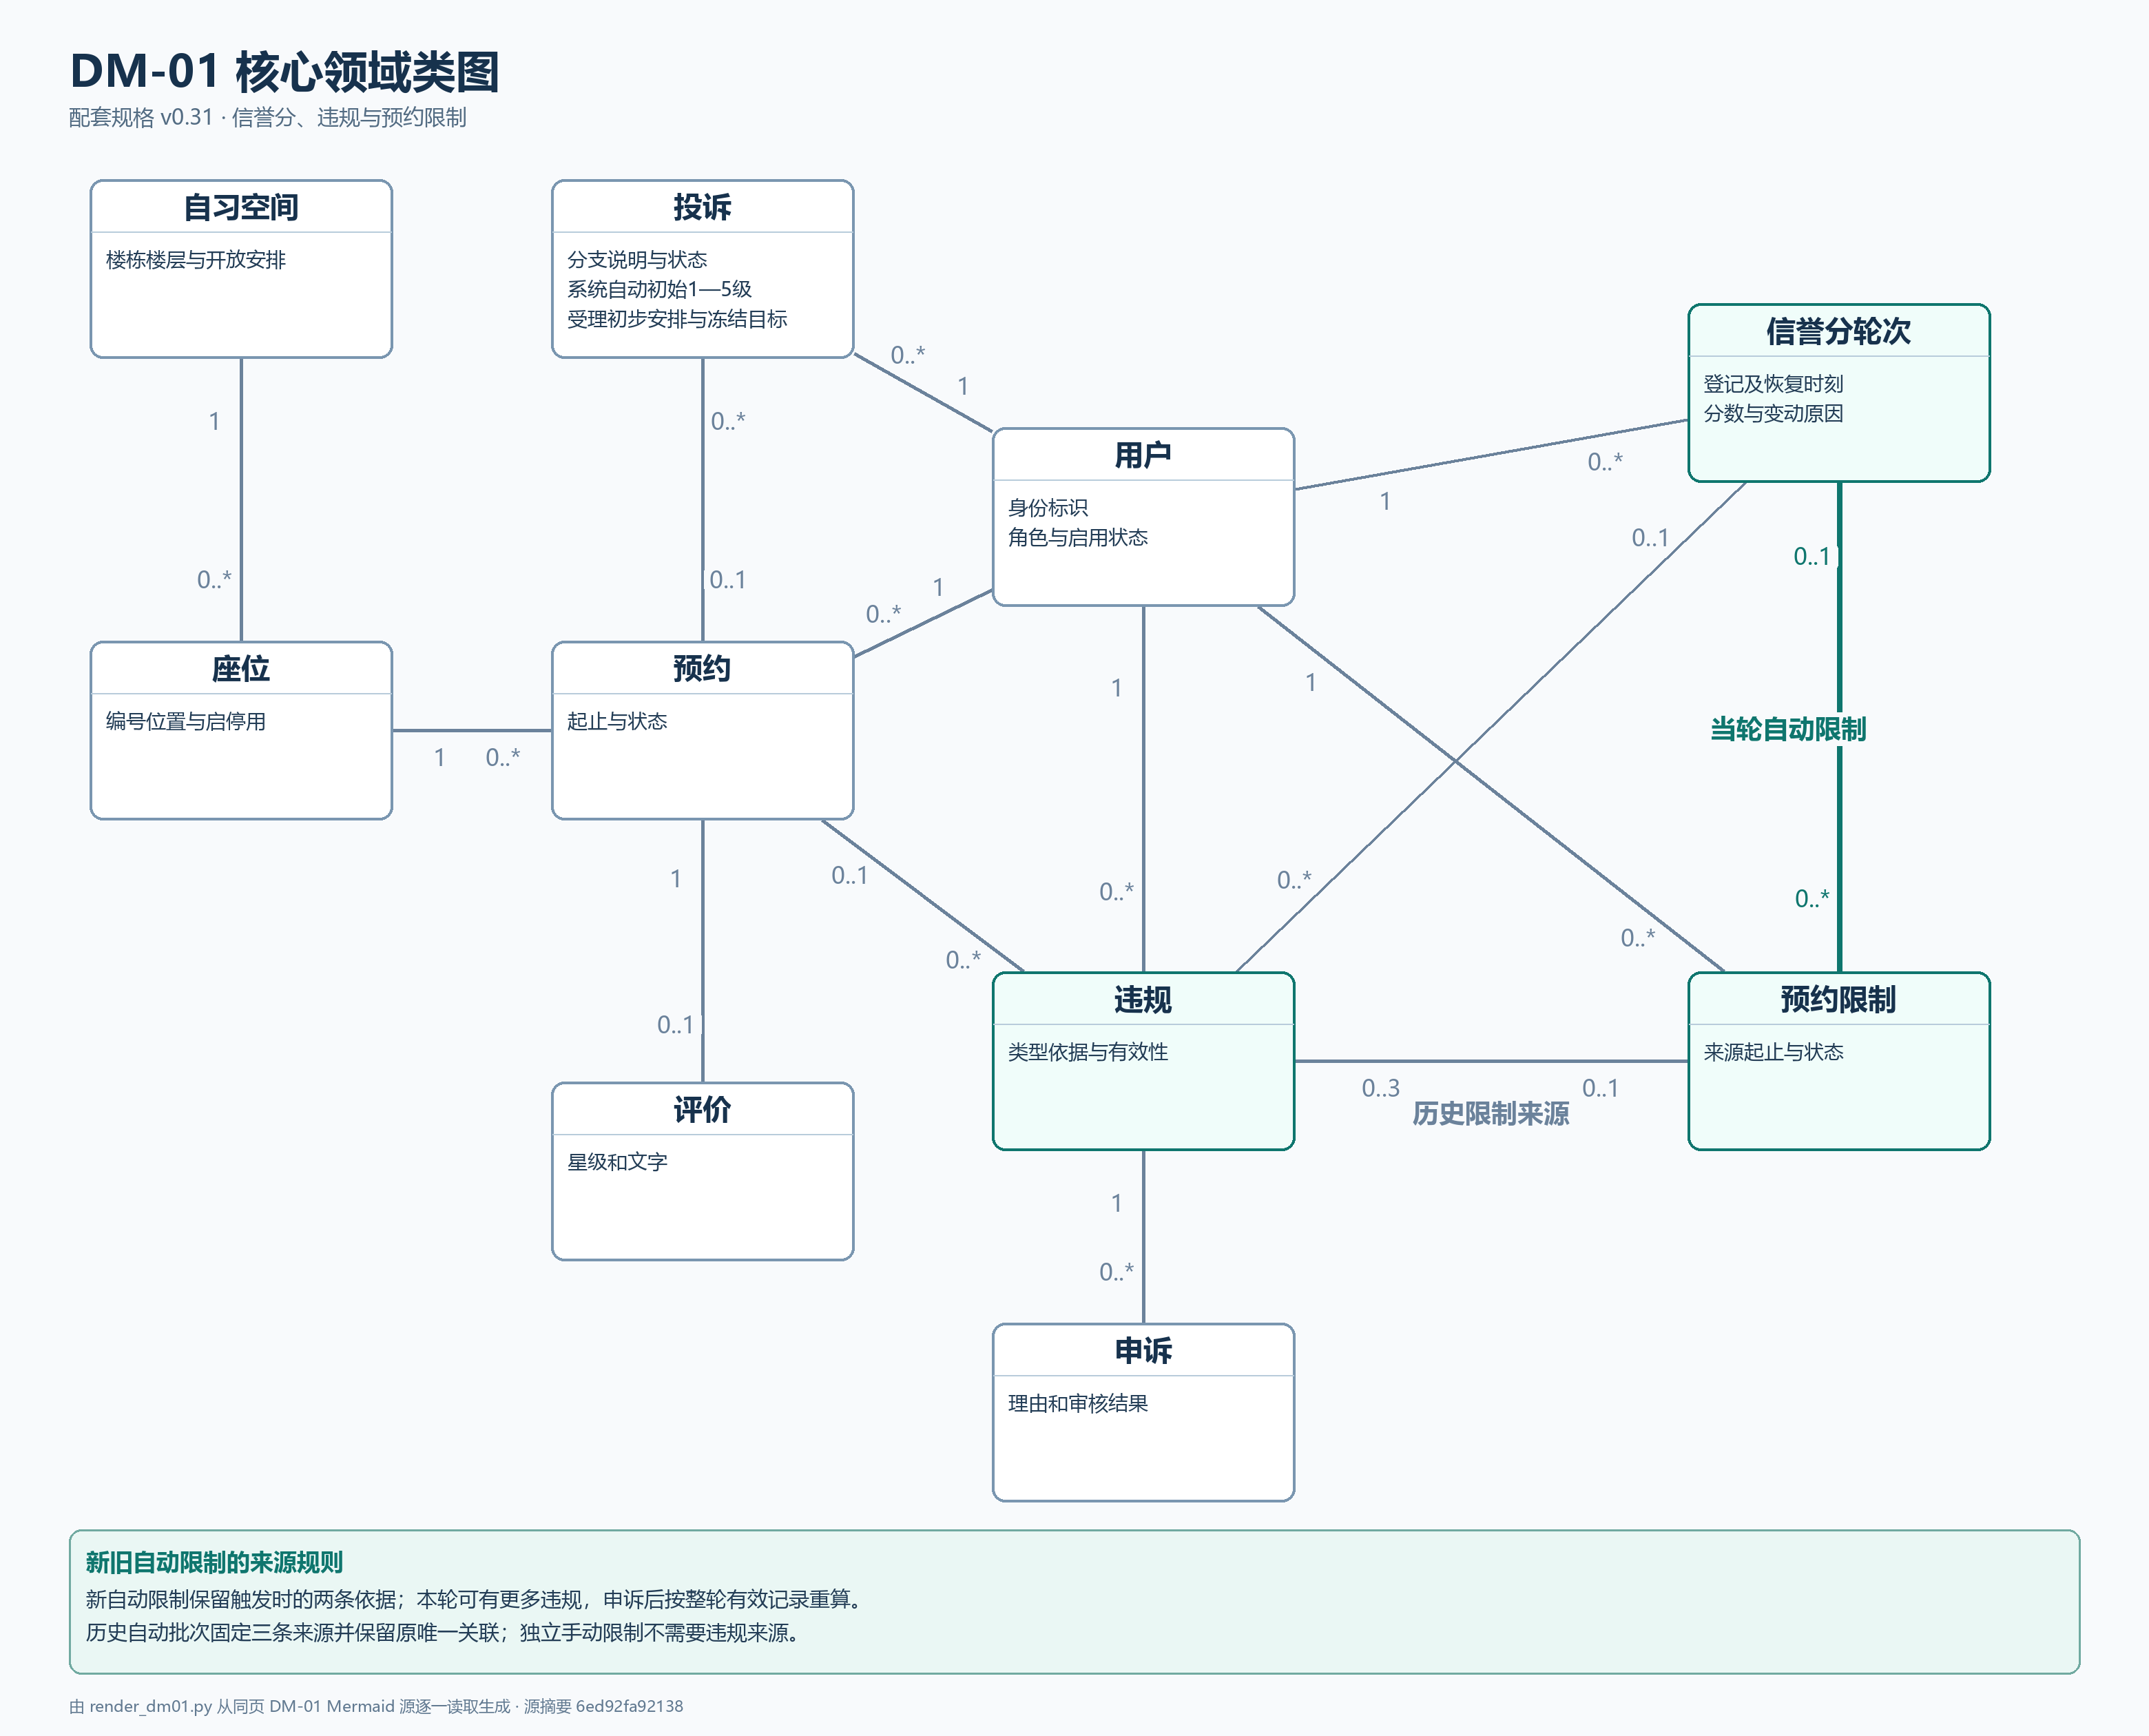 DM-01 核心领域类图
配套规格 v0.31 · 信誉分、违规与预约限制
自习空间
楼栋楼层与开放安排
投诉
分支说明与状态
系统自动初始1—5级
受理初步安排与冻结目标
信誉分轮次
登记及恢复时刻
分数与变动原因
用户
身份标识
角色与启用状态
座位
编号位置与启停用
预约
起止与状态
违规
类型依据与有效性
预约限制
来源起止与状态
评价
星级和文字
申诉
理由和审核结果
1
0..*
0..*
0..1
0..*
1
0..*
1
1
0..*
1
0..*
1
0..1
0..1
0..*
1
0..*
1
0..*
0..1
0..*
0..1
当轮自动限制
0..*
0..3
0..1
历史限制来源
1
0..*
新旧自动限制的来源规则
新自动限制保留触发时的两条依据；本轮可有更多违规，申诉后按整轮有效记录重算。
历史自动批次固定三条来源并保留原唯一关联；独立手动限制不需要违规来源。
由 render_dm01.py 从同页 DM-01 Mermaid 源逐一读取生成 · 源摘要 6ed92fa92138